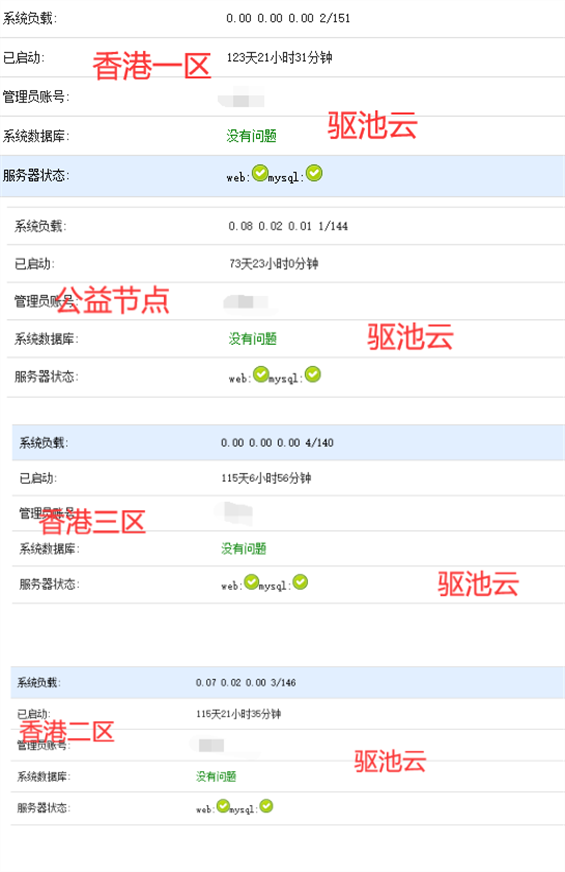 系统负载: 0.00 0.00 0.00 2/151
已启动: 123天21小时31分钟
香港一区
管理员账号:
驱池云
系统数据库: 没有问题
服务器状态: web: mysql:
系统负载: 0.08 0.02 0.01 1/144
已启动: 73天23小时0分钟
管理员账号:
公益节点
系统数据库: 没有问题
驱池云
服务器状态: web: mysql:
系统负载: 0.00 0.00 0.00 4/140
已启动: 115天6小时56分钟
管理员账号:
香港三区
系统数据库: 没有问题
服务器状态: web: mysql:
驱池云
系统负载: 0.07 0.02 0.00 3/146
已启动: 115天21小时35分钟
香港二区
管理员账号:
驱池云
系统数据库: 没有问题
服务器状态: web: mysql: